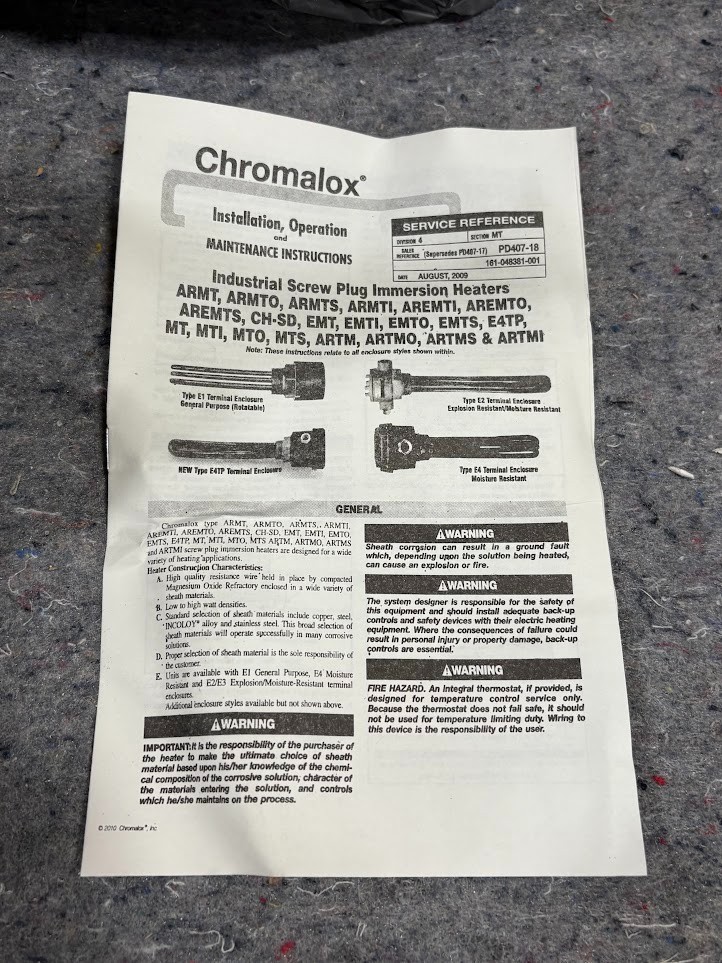 Chromalox®
Installation, Operation
and
MAINTENANCE INSTRUCTIONS
SERVICE REFERENCE
DIVISION 4 SECTION MT
SALES REFERENCE (Supersedes PD407-17) PD407-18
161-048381-001
DATE AUGUST, 2009
Industrial Screw Plug Immersion Heaters
ARMT, ARMTO, ARMTS, ARMTI, AREMTI, AREMTO,
AREMTS, CH-SD, EMT, EMTI, EMTO, EMTS, E4TP,
MT, MTI, MTO, MTS, ARTM, ARTMO, ARTMS & ARTMI
Note: These instructions relate to all enclosure styles shown within.
Type E1 Terminal Enclosure
General Purpose (Rotatable)
Type E2 Terminal Enclosure
Explosion Resistant/Moisture Resistant
NEW Type E4TP Terminal Enclosure
Type E4 Terminal Enclosure
Moisture Resistant
GENERAL
Chromalox type ARMT, ARMTO, ARMTS, ARMTI,
AREMTI, AREMTO, AREMTS, CH-SD, EMT, EMTI, EMTO,
EMTS, E4TP, MT, MTI, MTO, MTS ARTM, ARTMO, ARTMS
and ARTMI screw plug immersion heaters are designed for a wide
variety of heating applications.
Heater Construction Characteristics:
A. High quality resistance wire held in place by compacted
Magnesium Oxide Refractory enclosed in a wide variety of
sheath materials.
B. Low to high watt densities.
C. Standard selection of sheath materials include copper, steel,
INCOLOY® alloy and stainless steel. This broad selection of
sheath materials will operate successfully in many corrosive
solutions.
D. Proper selection of sheath material is the sole responsibility of
the customer.
E. Units are available with E1 General Purpose, E4 Moisture
Resistant and E2/E3 Explosion/Moisture-Resistant terminal
enclosures.
Additional enclosure styles available but not shown above.
⚠WARNING
IMPORTANT: It is the responsibility of the purchaser of
the heater to make the ultimate choice of sheath
material based upon his/her knowledge of the chemi-
cal composition of the corrosive solution, character of
the materials entering the solution, and controls
which he/she maintains on the process.
⚠WARNING
Sheath corrosion can result in a ground fault
which, depending upon the solution being heated,
can cause an explosion or fire.
⚠WARNING
The system designer is responsible for the safety of
this equipment and should install adequate back-up
controls and safety devices with their electric heating
equipment. Where the consequences of failure could
result in personal injury or property damage, back-up
controls are essential.
⚠WARNING
FIRE HAZARD. An Integral thermostat, if provided, is
designed for temperature control service only.
Because the thermostat does not fail safe, it should
not be used for temperature limiting duty. Wiring to
this device is the responsibility of the user.
© 2010 Chromalox®, Inc